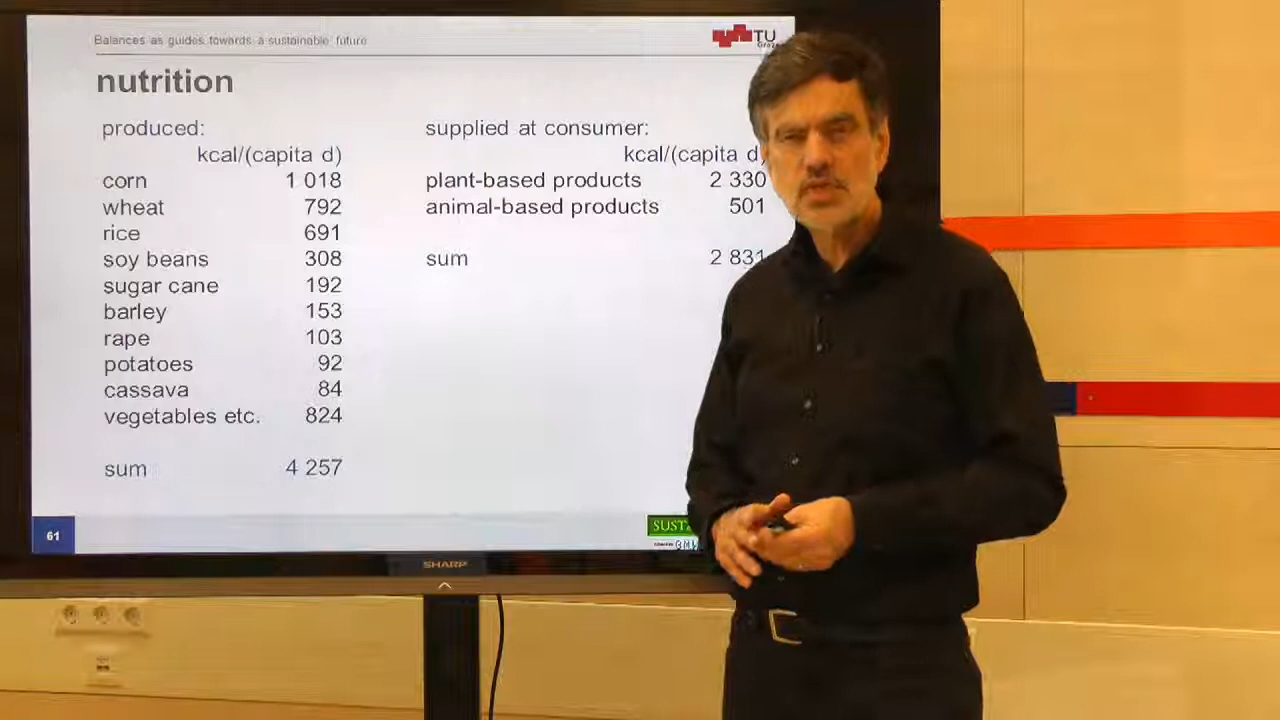 Balances as guides towards a sustainable future
TU
Graz
nutrition
produced:
kcal/(capita d)
corn 1 018
wheat 792
rice 691
soy beans 308
sugar cane 192
barley 153
rape 103
potatoes 92
cassava 84
vegetables etc. 824
sum 4 257
supplied at consumer:
kcal/(capita d)
plant-based products 2 330
animal-based products 501
sum 2 831
61
SUST
SHARP